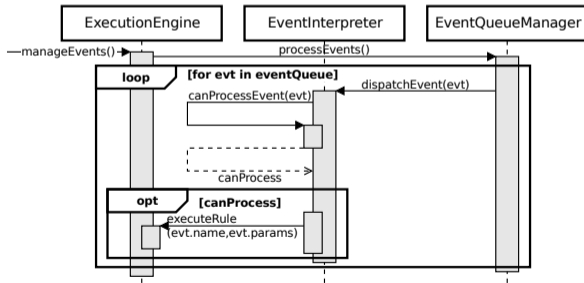 ExecutionEngine EventInterpreter EventQueueManager
manageEvents() processEvents()
loop [for evt in eventQueue]
dispatchEvent(evt)
canProcessEvent(evt)
canProcess
opt [canProcess]
executeRule
(evt.name,evt.params)